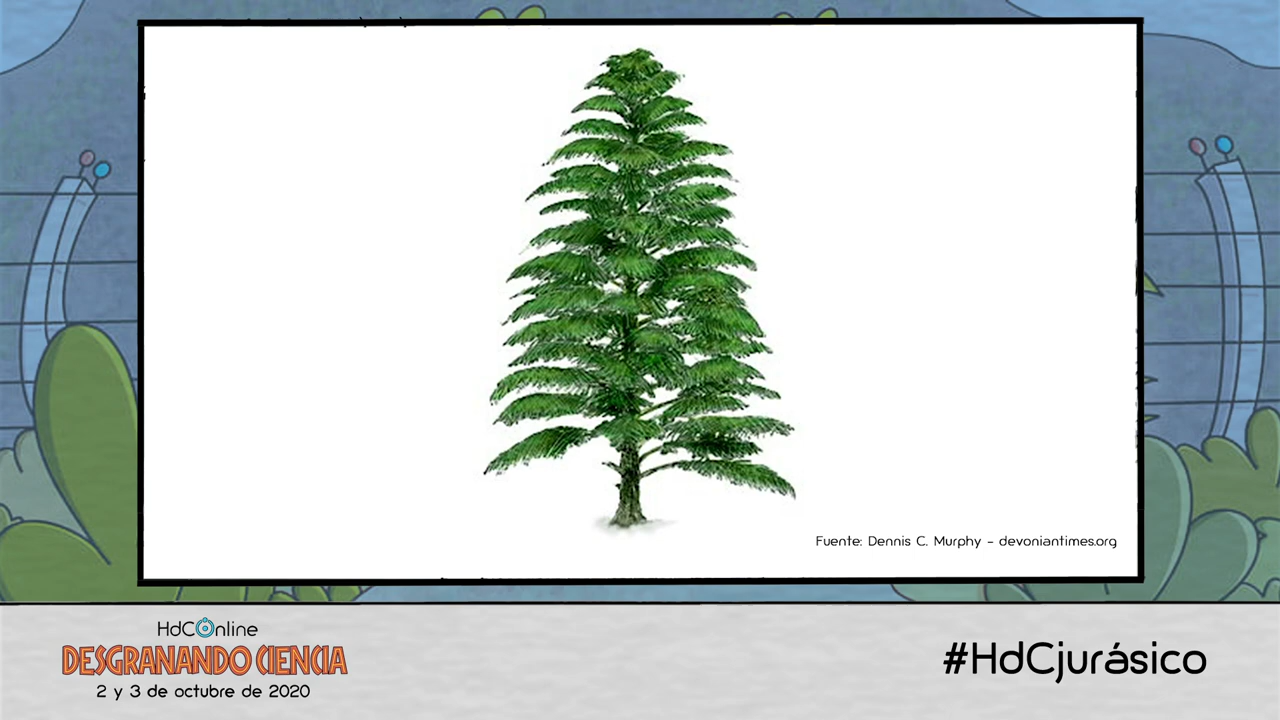 Fuente: Dennis C. Murphy - devoniantimes.org
HdCOnline
DESGRANANDO CIENCIA
2 y 3 de octubre de 2020
#HdCjurásico